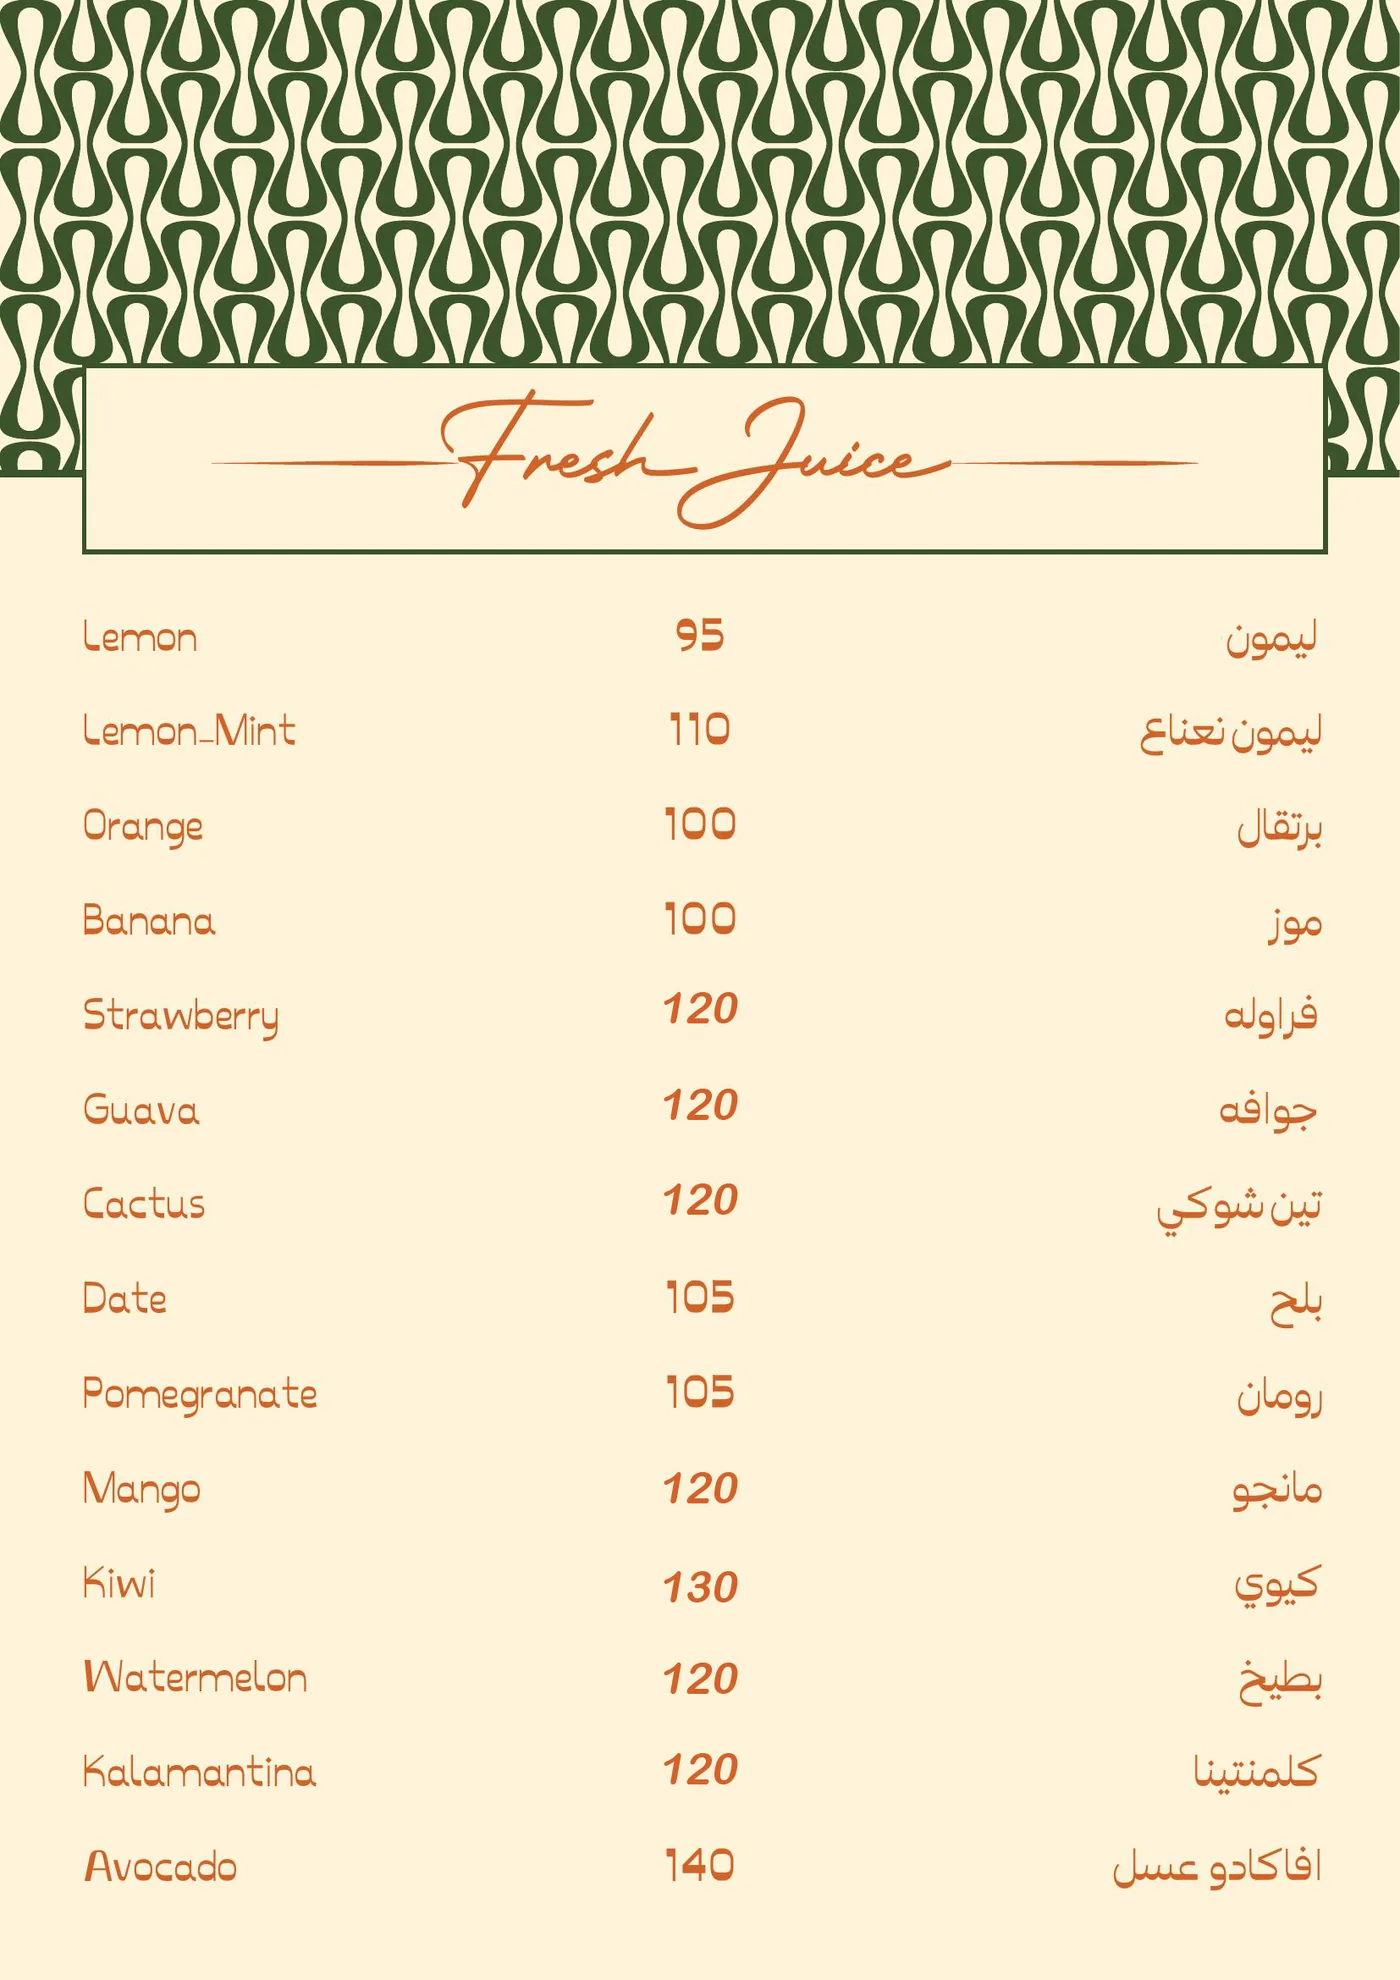 Fresh Juice
Lemon 95 ليمون
Lemon_Mint 110 ليمون نعناع
Orange 100 برتقال
Banana 100 موز
Strawberry 120 فراوله
Guava 120 جوافه
Cactus 120 تين شوكي
Date 105 بلح
Pomegranate 105 رومان
Mango 120 مانجو
Kiwi 130 كيوي
Watermelon 120 بطيخ
Kalamantina 120 كلمنتينا
Avocado 140 افاكادو عسل